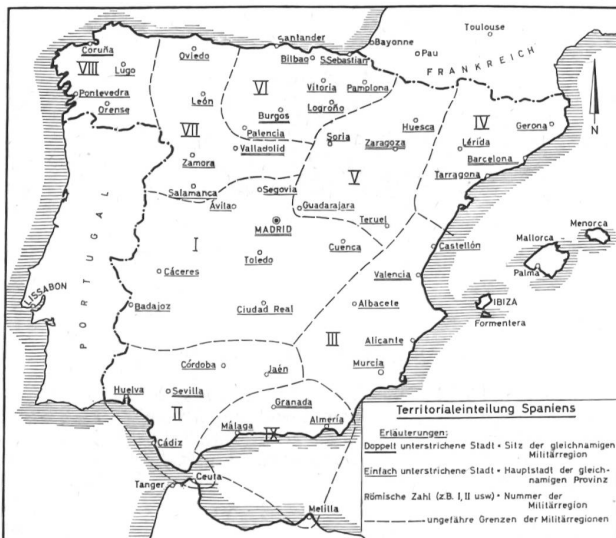 Toulouse
Santander
Bayonne
Coruña
Oviedo
Bilbao
S.Sebastian
Pau
FRANKREICH
VIII
Lugo
VI
Vitoria
Pamplona
Pontevedra
León
Logroño
Orense
Burgos
Huesca
IV
Gerona
Palencia
Soria
VII
Valladolid
Zaragoza
Lérida
Zamora
Barcelona
V
Tarragona
Salamanca
Segovia
Ávila
Guadarajara
N
PORTUGAL
MADRID
Teruel
Menorca
I
Cuenca
Castellón
Mallorca
Toledo
Cáceres
Valencia
Palma
LISSABON
Badajoz
Ciudad Real
Albacete
IBIZA
Formentera
III
Alicante
Córdoba
Jaén
Murcia
Huelva
Sevilla
II
Granada
Málaga
IX
Almería
Cádiz
Ceuta
Tanger
Melilla
Territorialeinteilung Spaniens
Erläuterungen:
Doppelt unterstrichene Stadt = Sitz der gleichnamigen
Militärregion
Einfach unterstrichene Stadt = Hauptstadt der gleich-
namigen Provinz
Römische Zahl (z.B. I, II usw) = Nummer der
Militärregion
ungefähre Grenzen der Militärregionen